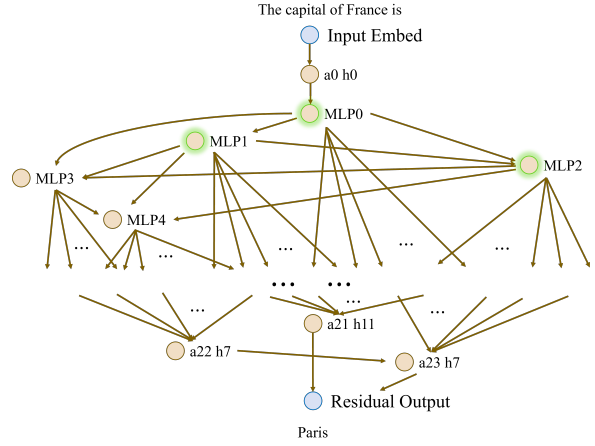 The capital of France is
Input Embed
a0 h0
MLP0
MLP1
MLP2
MLP3
MLP4
...
...
...
...
...
... ...
...
...
...
a21 h11
a22 h7
a23 h7
Residual Output
Paris